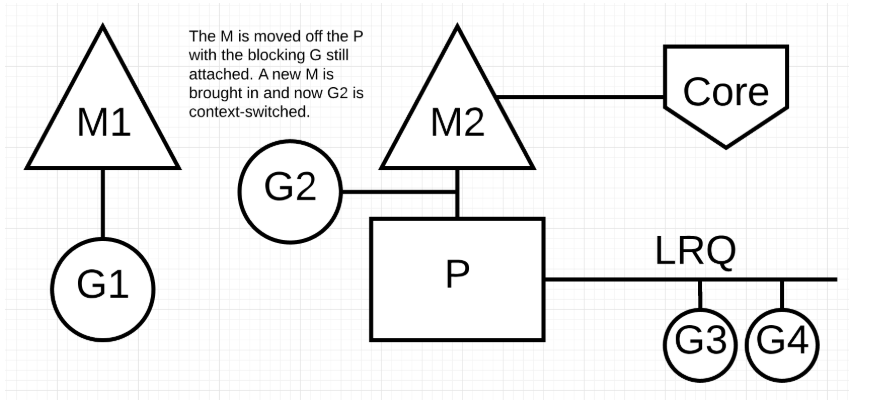 M1
The M is moved off the P
with the blocking G still
attached. A new M is
brought in and now G2 is
context-switched.
M2
Core
G2
G1
P
LRQ
G3
G4